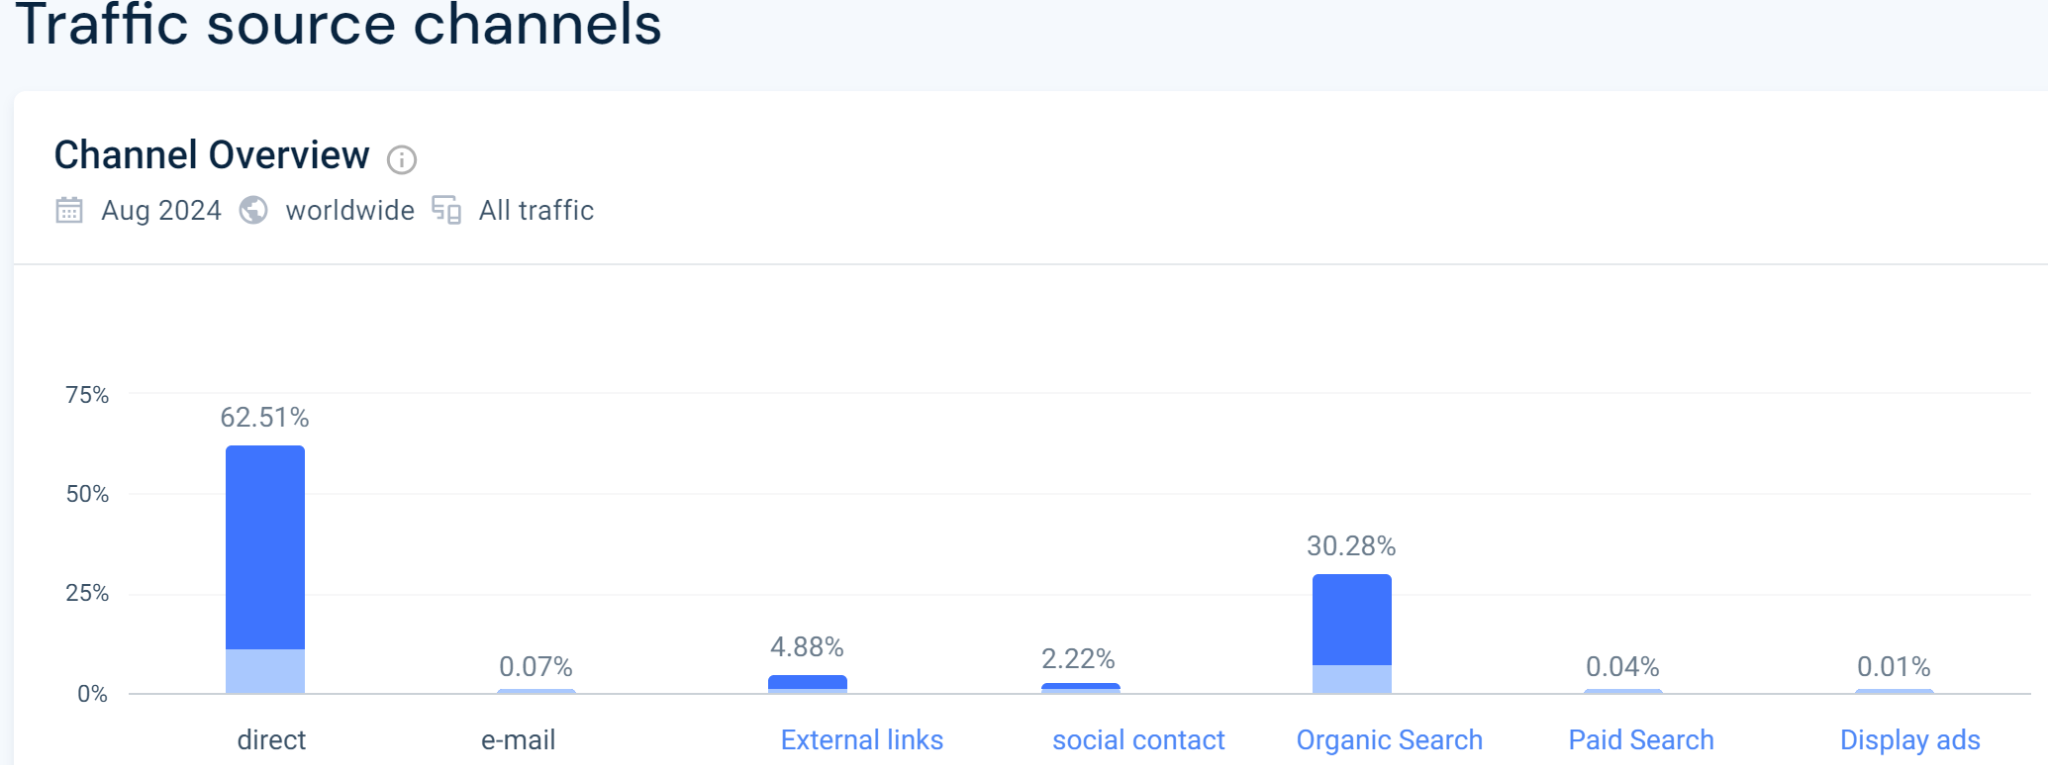 Traffic source channels
Channel Overview
Aug 2024 worldwide All traffic
75%
62.51%
50%
30.28%
25%
4.88%
2.22%
0.07%
0.04%
0.01%
0%
direct e-mail External links social contact Organic Search Paid Search Display ads